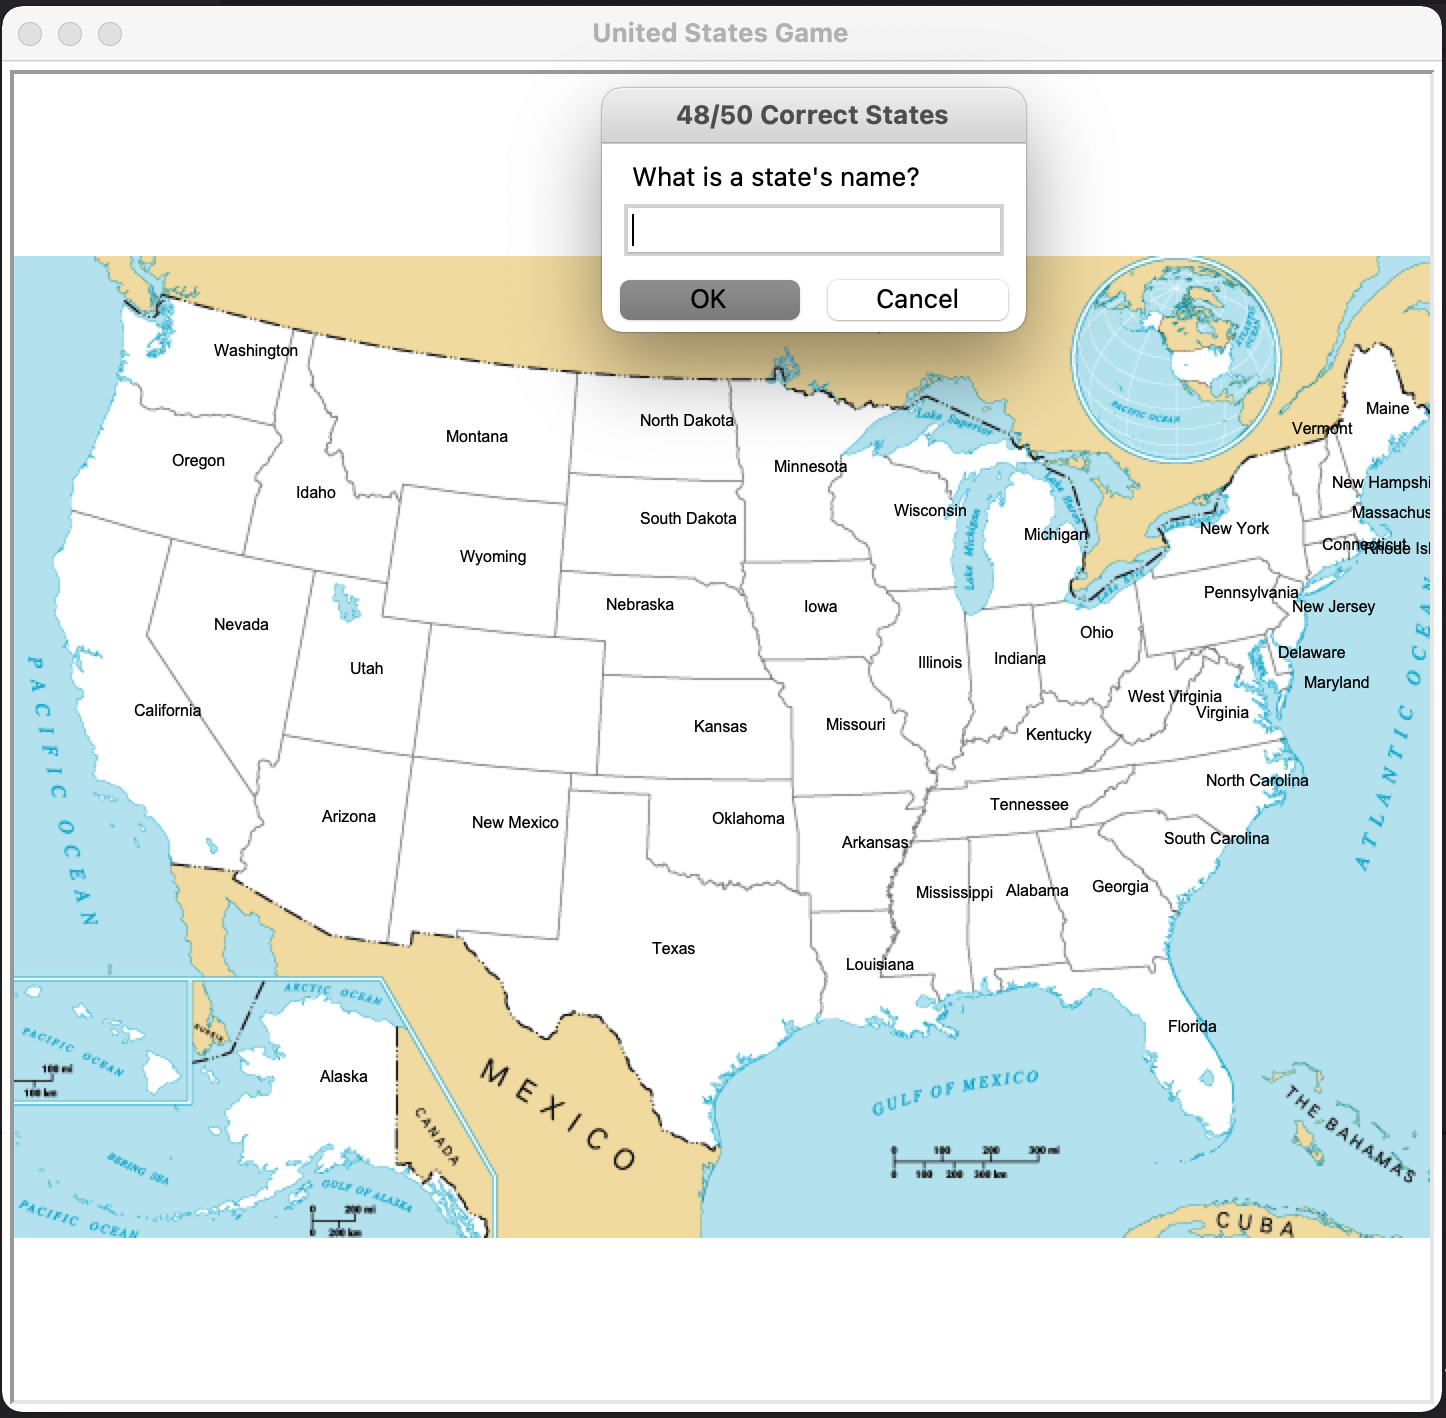 United States Game
48/50 Correct States
What is a state's name?
OK
Cancel
Washington
Maine
North Dakota
Lake Superior
PACIFIC OCEAN
ATLANTIC OCEAN
Vermont
Montana
Oregon
Minnesota
Idaho
New Hampshi
Wisconsin
Massachus
South Dakota
Lake Michigan
Lake Huron
Michigan
New York
Connecticut
Rhode Isl
Wyoming
Lake Erie
Pennsylvania
Nebraska
Iowa
New Jersey
Nevada
Ohio
Delaware
Utah
Illinois
Indiana
Maryland
West Virginia
California
Virginia
Kansas
Missouri
Kentucky
PACIFIC OCEAN
ATLANTIC OCEAN
North Carolina
Tennessee
Arizona
New Mexico
Oklahoma
Arkansas
South Carolina
Mississippi
Alabama
Georgia
Texas
Louisiana
ARCTIC OCEAN
RUSSIA
Florida
PACIFIC OCEAN
100 mi
100 km
Alaska
MEXICO
GULF OF MEXICO
THE BAHAMAS
CANADA
0 100 200 300 mi
0 100 200 300 km
BERING SEA
GULF OF ALASKA
PACIFIC OCEAN
0 200 mi
0 200 km
CUBA